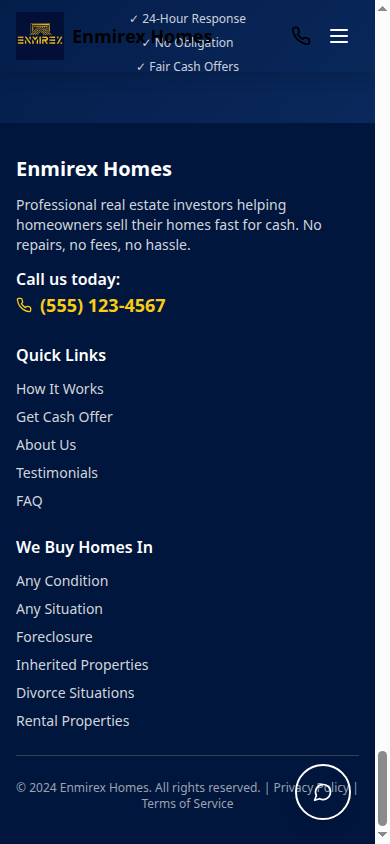 ✓ 24-Hour Response
ENMIREX
Enmirex Homes
✓ No Obligation
✓ Fair Cash Offers
Enmirex Homes
Professional real estate investors helping
homeowners sell their homes fast for cash. No
repairs, no fees, no hassle.
Call us today:
(555) 123-4567
Quick Links
How It Works
Get Cash Offer
About Us
Testimonials
FAQ
We Buy Homes In
Any Condition
Any Situation
Foreclosure
Inherited Properties
Divorce Situations
Rental Properties
© 2024 Enmirex Homes. All rights reserved. | Privacy Policy |
Terms of Service